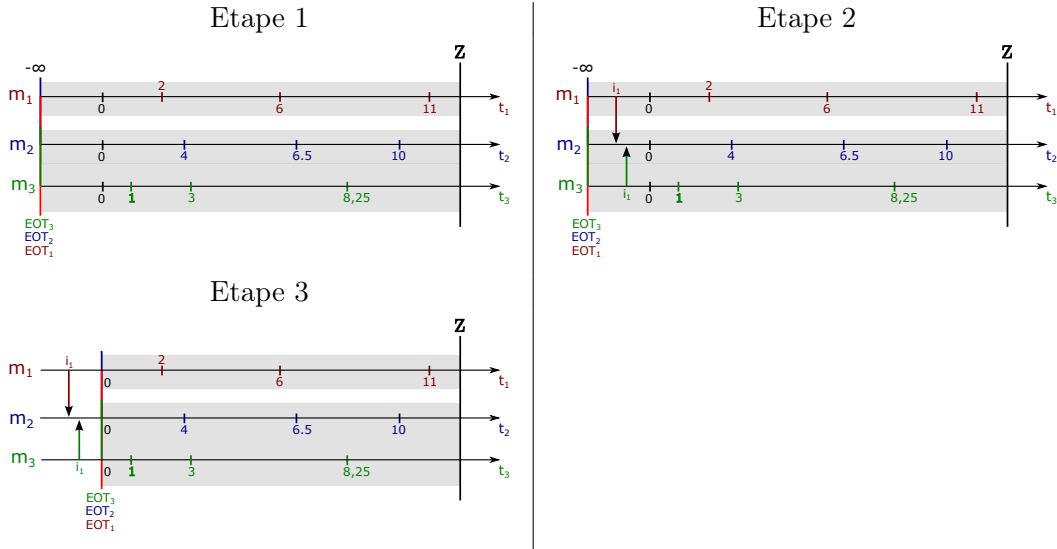 Etape 1
Z
-∞
m₁ 2 t₁
0 6 11
m₂ t₂
0 4 6.5 10
m₃ t₃
0 1 3 8,25
EOT₃
EOT₂
EOT₁
Etape 2
Z
-∞
m₁ i₁ 2 t₁
0 6 11
m₂ t₂
0 4 6.5 10
m₃ t₃
i₁ 0 1 3 8,25
EOT₃
EOT₂
EOT₁
Etape 3
Z
m₁ i₁ 2 t₁
0 6 11
m₂ t₂
0 4 6.5 10
m₃ t₃
i₁ 0 1 3 8,25
EOT₃
EOT₂
EOT₁